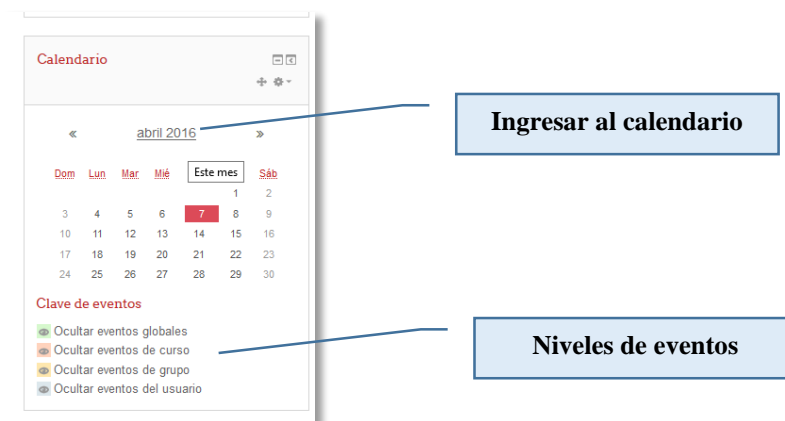 Calendario
« abril 2016 »
Dom Lun Mar Mié Este mes Sáb
1 2
3 4 5 6 7 8 9
10 11 12 13 14 15 16
17 18 19 20 21 22 23
24 25 26 27 28 29 30
Clave de eventos
Ocultar eventos globales
Ocultar eventos de curso
Ocultar eventos de grupo
Ocultar eventos del usuario
Ingresar al calendario
Niveles de eventos